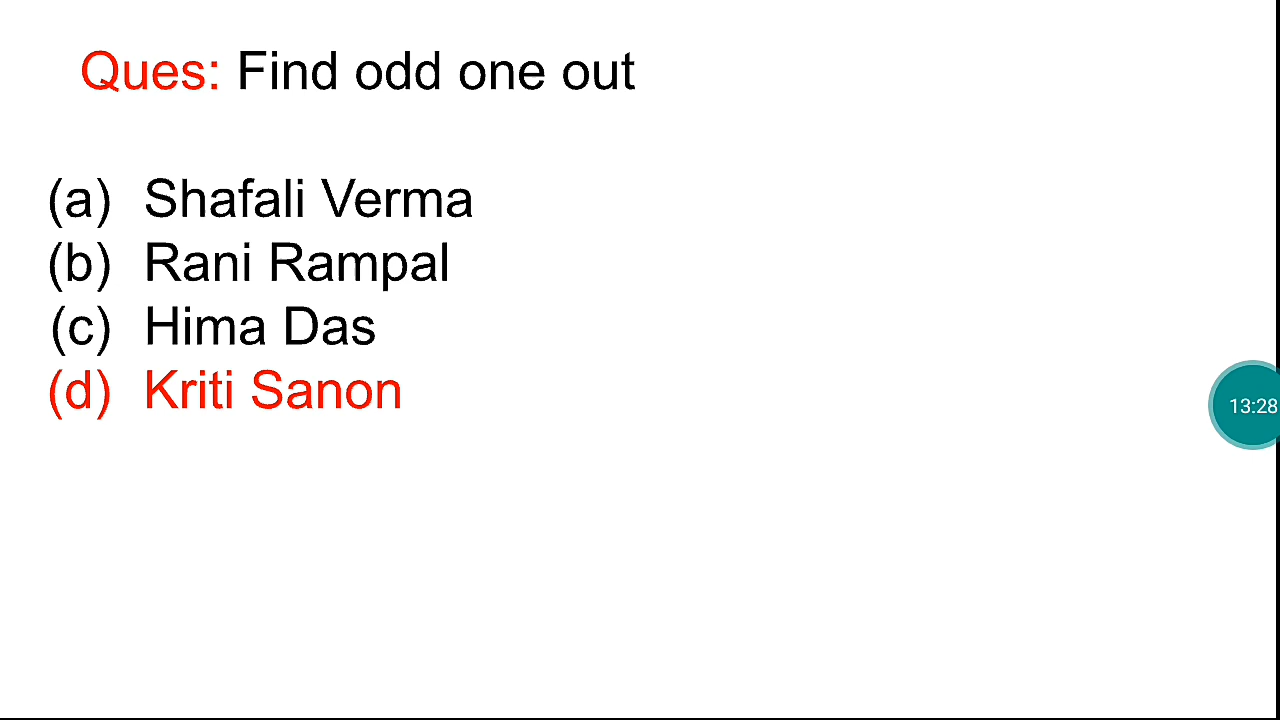 Ques: Find odd one out
(a) Shafali Verma
(b) Rani Rampal
(c) Hima Das
(d) Kriti Sanon
13:28